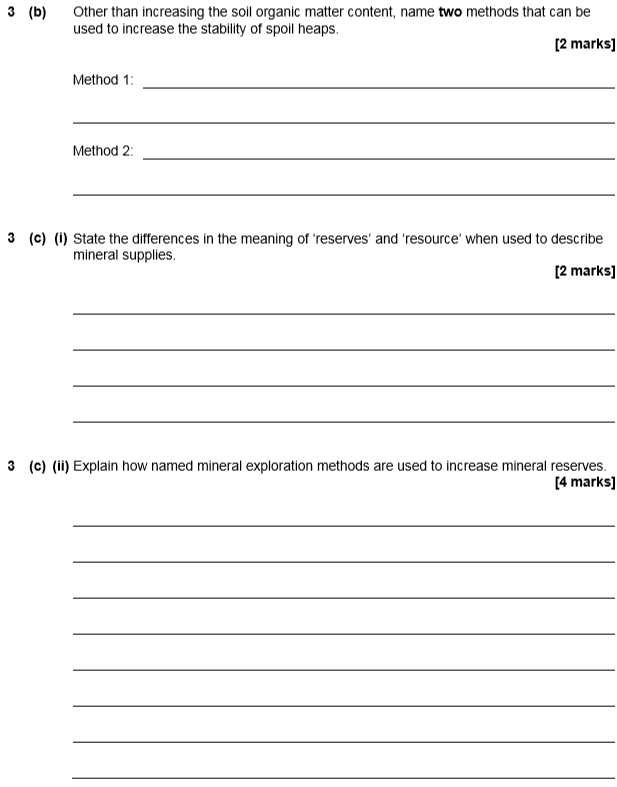 3 (b) Other than increasing the soil organic matter content, name two methods that can be
used to increase the stability of spoil heaps.
[2 marks]
Method 1:
Method 2:
3 (c) (i) State the differences in the meaning of ‘reserves’ and ‘resource’ when used to describe
mineral supplies.
[2 marks]
3 (c) (ii) Explain how named mineral exploration methods are used to increase mineral reserves.
[4 marks]